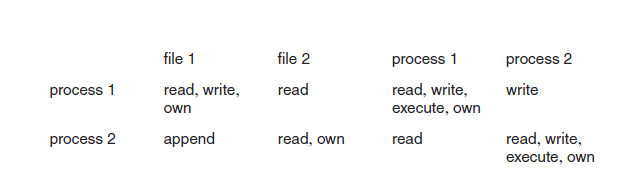 file 1 file 2 process 1 process 2
process 1 read, write, read read, write, write
own execute, own
process 2 append read, own read read, write,
execute, own